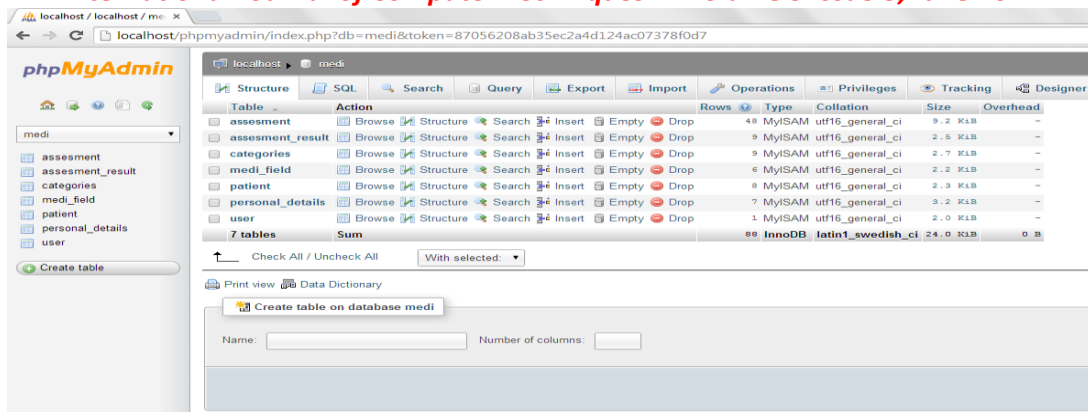 localhost / localhost / me
localhost/phpmyadmin/index.php?db=medi&token=87056208ab35ec2a4d124ac07378f0d7
phpMyAdmin
medi
assesment
assesment_result
categories
medi_field
patient
personal_details
user
Create table
localhost ▸ medi
Structure SQL Search Query Export Import Operations Privileges Tracking Designer
Table Action Rows Type Collation Size Overhead
assesment Browse Structure Search Insert Empty Drop 48 MyISAM utf16_general_ci 9.2 KiB -
assesment_result Browse Structure Search Insert Empty Drop 9 MyISAM utf16_general_ci 2.5 KiB -
categories Browse Structure Search Insert Empty Drop 9 MyISAM utf16_general_ci 2.7 KiB -
medi_field Browse Structure Search Insert Empty Drop 6 MyISAM utf16_general_ci 2.2 KiB -
patient Browse Structure Search Insert Empty Drop 8 MyISAM utf16_general_ci 2.3 KiB -
personal_details Browse Structure Search Insert Empty Drop 7 MyISAM utf16_general_ci 3.2 KiB -
user Browse Structure Search Insert Empty Drop 1 MyISAM utf16_general_ci 2.0 KiB -
7 tables Sum 88 InnoDB latin1_swedish_ci 24.0 KiB 0 B
Check All / Uncheck All With selected:
Print view Data Dictionary
Create table on database medi
Name: Number of columns: